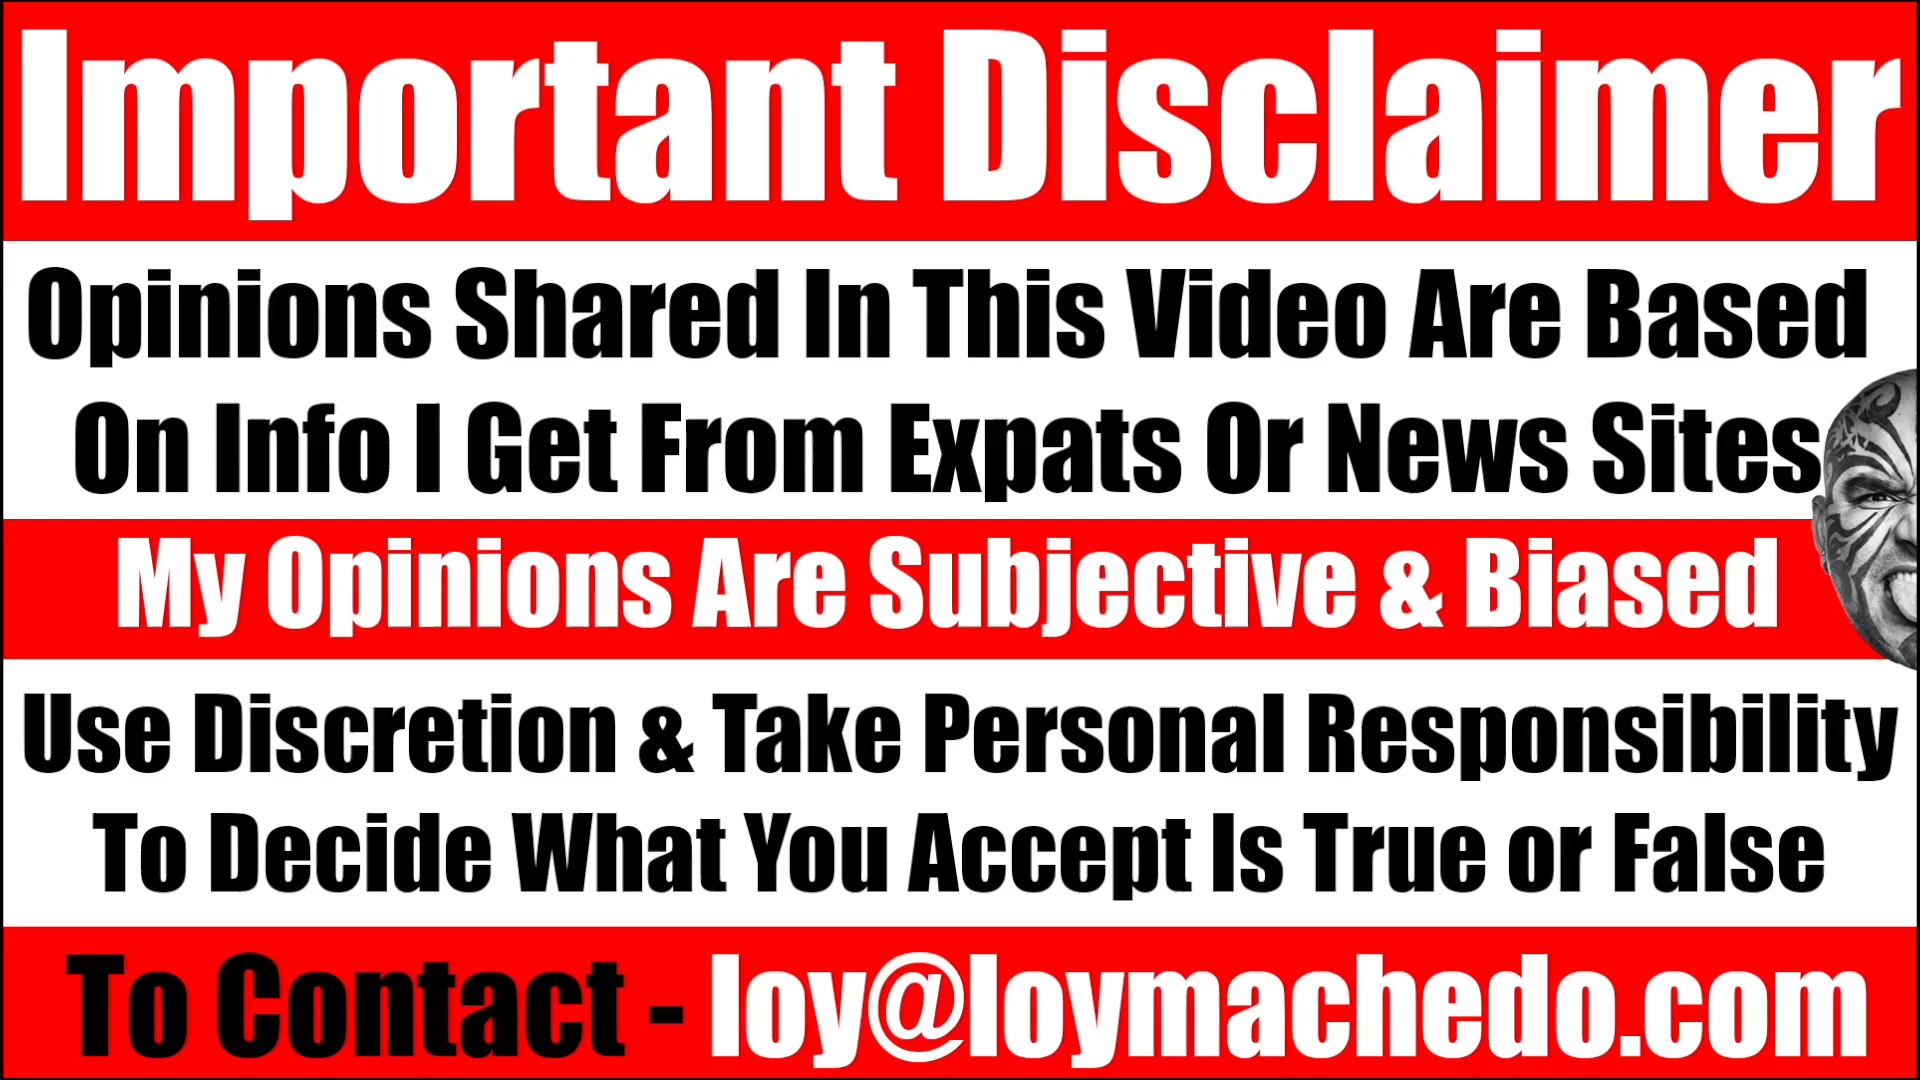 Important Disclaimer
Opinions Shared In This Video Are Based
On Info I Get From Expats Or News Sites
My Opinions Are Subjective & Biased
Use Discretion & Take Personal Responsibility
To Decide What You Accept Is True or False
To Contact - loy@loymachedo.com